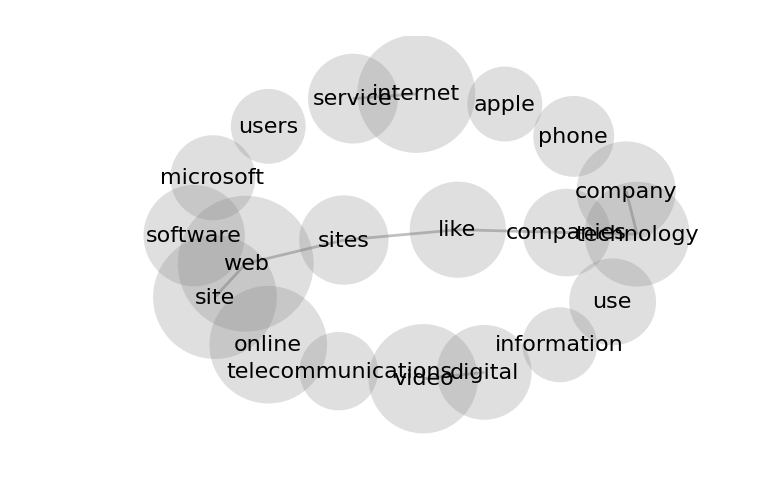 internet
service
apple
users
phone
microsoft
company
like
companies
technology
software
sites
web
site
use
online
information
telecommunications
video
digital